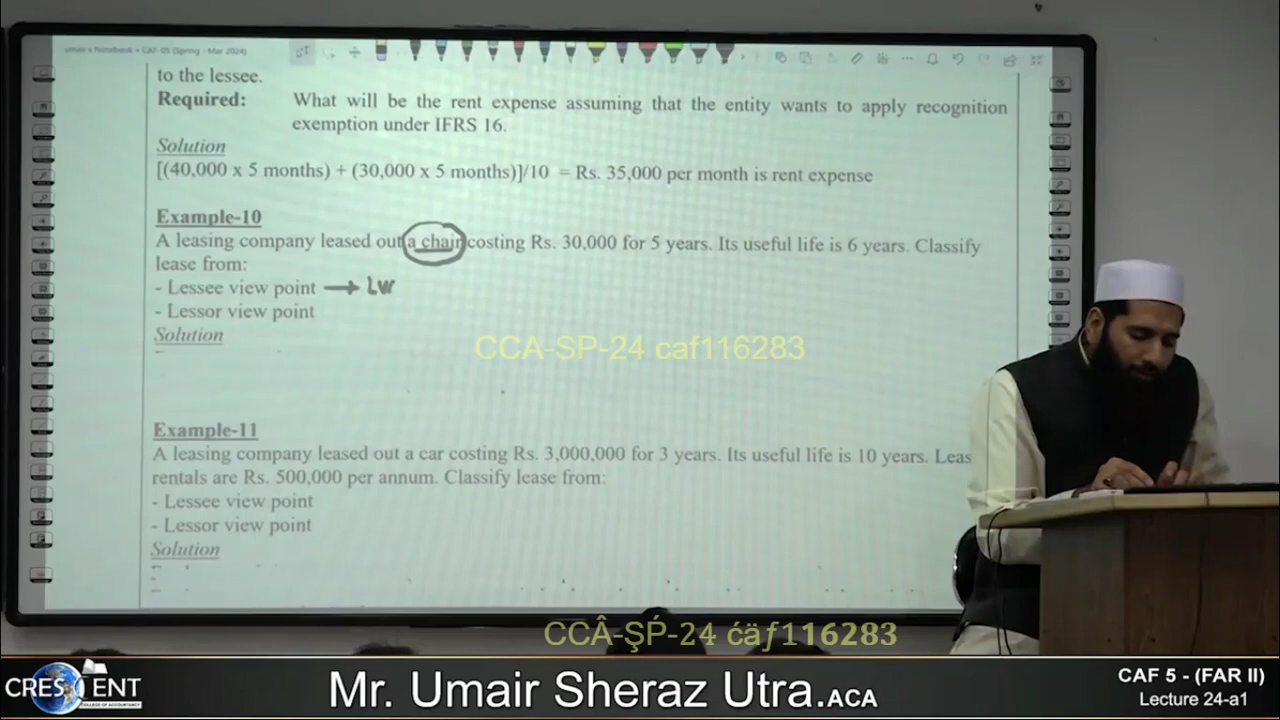 umair's Notebook » CAF-05 (Spring - Mar 2024)
to the lessee.
Required: What will be the rent expense assuming that the entity wants to apply recognition
exemption under IFRS 16.
Solution
[(40,000 x 5 months) + (30,000 x 5 months)]/10 = Rs. 35,000 per month is rent expense
Example-10
A leasing company leased out a chair costing Rs. 30,000 for 5 years. Its useful life is 6 years. Classify
lease from:
- Lessee view point → LW
- Lessor view point
Solution
CCA-SP-24 caf116283
Example-11
A leasing company leased out a car costing Rs. 3,000,000 for 3 years. Its useful life is 10 years. Leas
rentals are Rs. 500,000 per annum. Classify lease from:
- Lessee view point
- Lessor view point
Solution
CCÂ-ŞṔ-24 ćäƒ116283
CRESCENT
COLLEGE OF ACCOUNTANCY
Mr. Umair Sheraz Utra.ACA
CAF 5 - (FAR II)
Lecture 24-a1